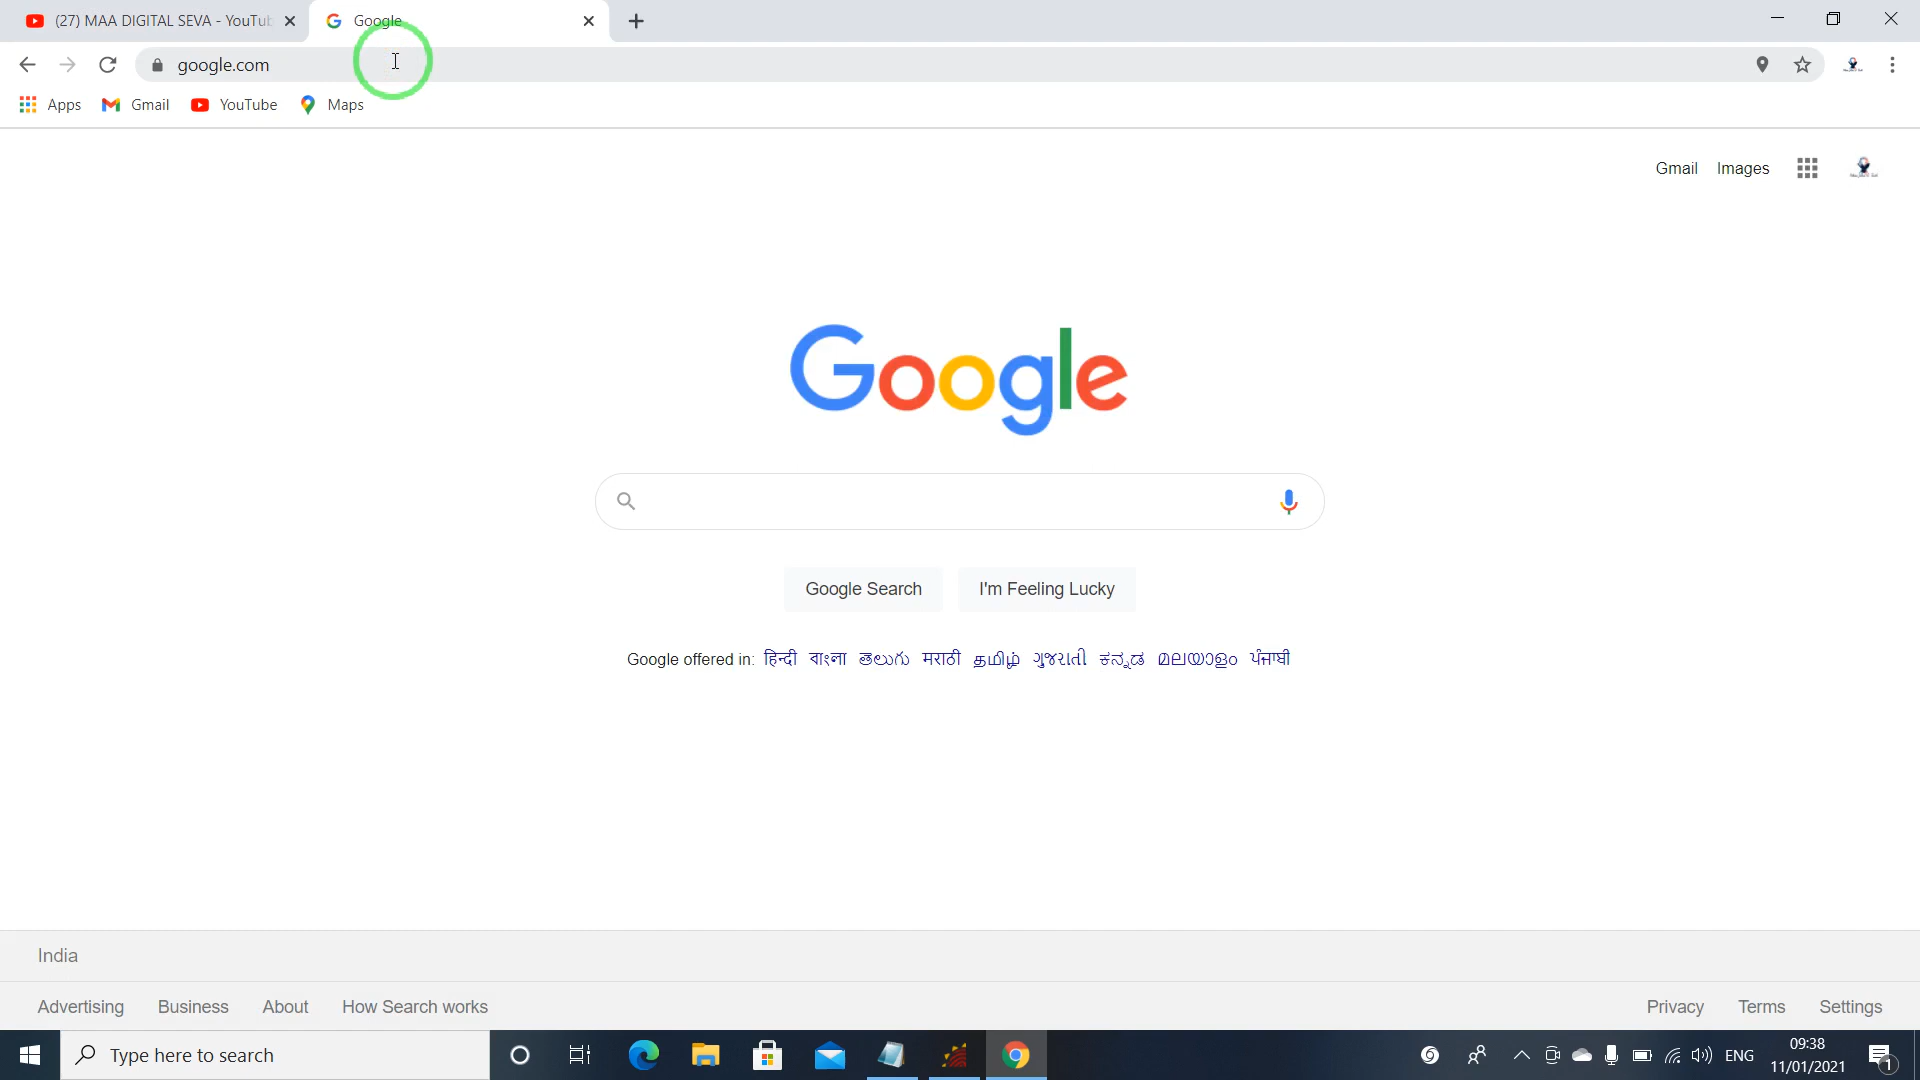 (27) MAA DIGITAL SEVA - YouTub
Google
google.com
Apps Gmail YouTube Maps
Gmail Images
Google
Google Search I'm Feeling Lucky
Google offered in: हिन्दी বাংলা తెలుగు मराठी தமிழ் ગુજરાતી ಕನ್ನಡ മലയാളം ਪੰਜਾਬੀ
India
Advertising Business About How Search works Privacy Terms Settings
Type here to search
ENG
09:38
11/01/2021
1